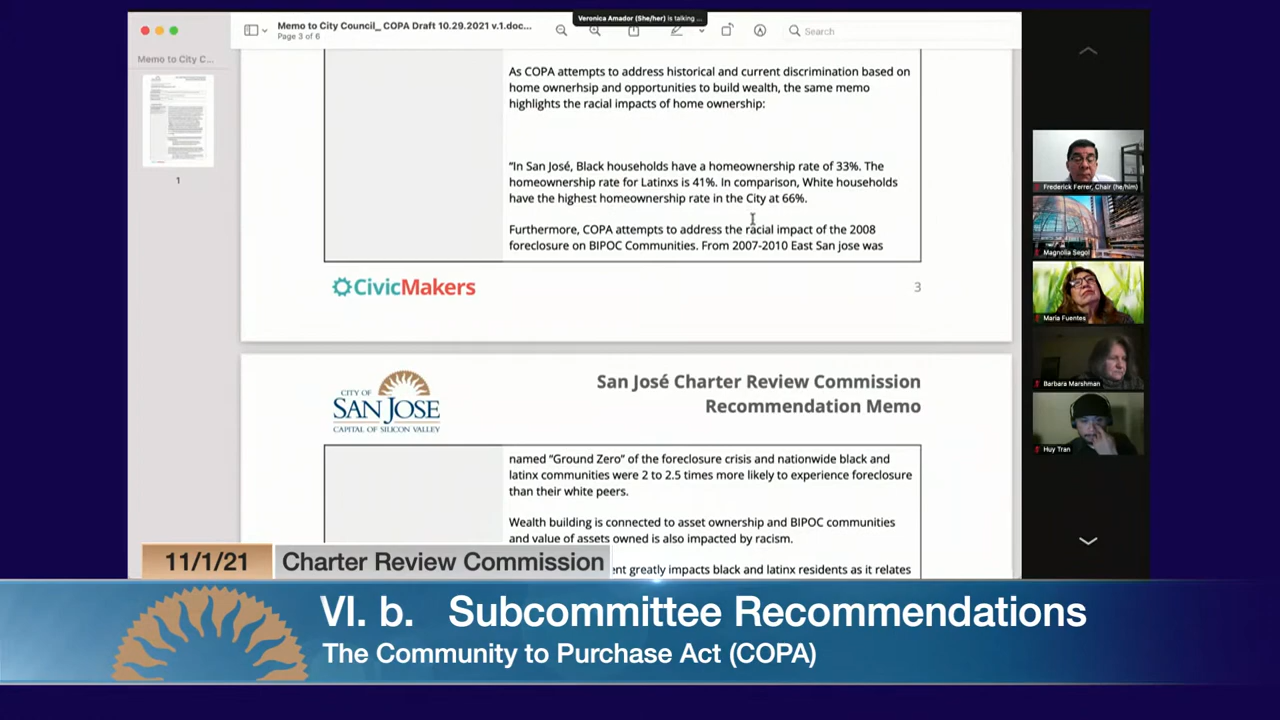 Veronica Amador (She/her) is talking ...
Memo to City Council_ COPA Draft 10.29.2021 v.1.doc...
Page 3 of 6
Search
Memo to City C...
1
As COPA attempts to address historical and current discrimination based on
home ownerhsip and opportunities to build wealth, the same memo
highlights the racial impacts of home ownership:
“In San José, Black households have a homeownership rate of 33%. The
homeownership rate for Latinxs is 41%. In comparison, White households
have the highest homeownership rate in the City at 66%.
Furthermore, COPA attempts to address the racial impact of the 2008
foreclosure on BIPOC Communities. From 2007-2010 East San jose was
CivicMakers
3
CITY OF
SAN JOSE
CAPITAL OF SILICON VALLEY
San José Charter Review Commission
Recommendation Memo
named “Ground Zero” of the foreclosure crisis and nationwide black and
latinx communities were 2 to 2.5 times more likely to experience foreclosure
than their white peers.
Wealth building is connected to asset ownership and BIPOC communities
and value of assets owned is also impacted by racism.
greatly impacts black and latinx residents as it relates
Frederick Ferrer, Chair (he/him)
Magnolia Segol
Maria Fuentes
Barbara Marshman
Huy Tran
11/1/21
Charter Review Commission
VI. b. Subcommittee Recommendations
The Community to Purchase Act (COPA)